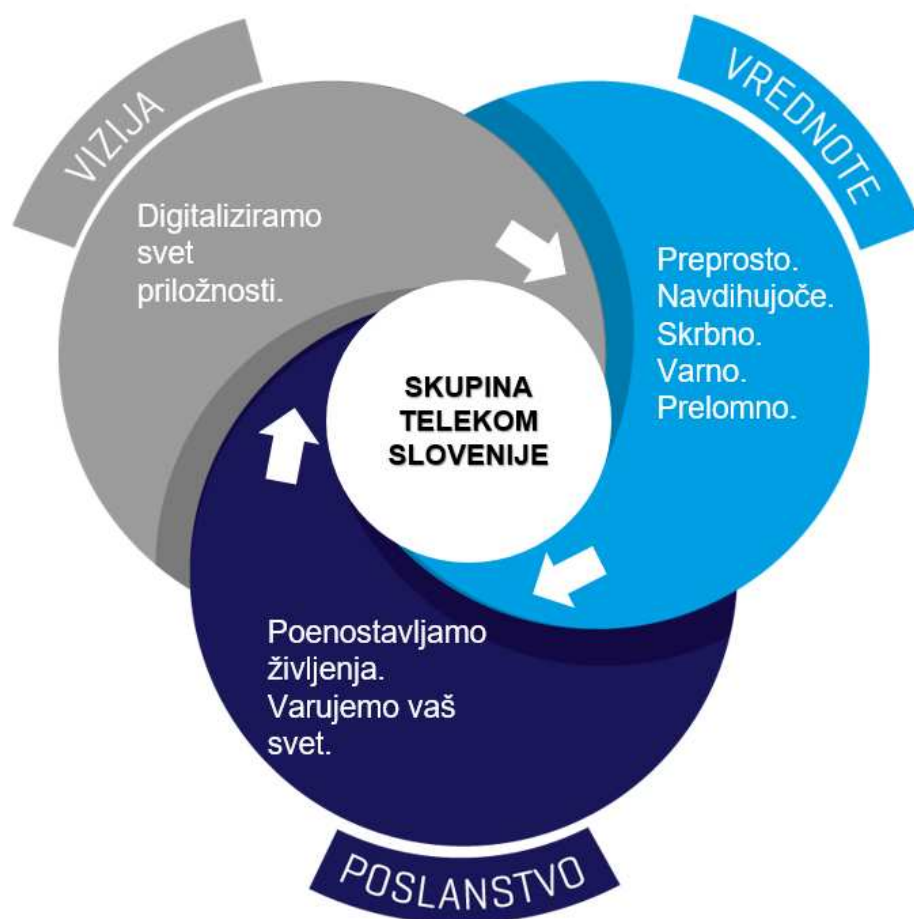 VIZIJA
Digitaliziramo
svet
priložnosti.
VREDNOTE
Preprosto.
Navdihujoče.
Skrbno.
Varno.
Prelomno.
SKUPINA
TELEKOM
SLOVENIJE
Poenostavljamo
življenja.
Varujemo vaš
svet.
POSLANSTVO